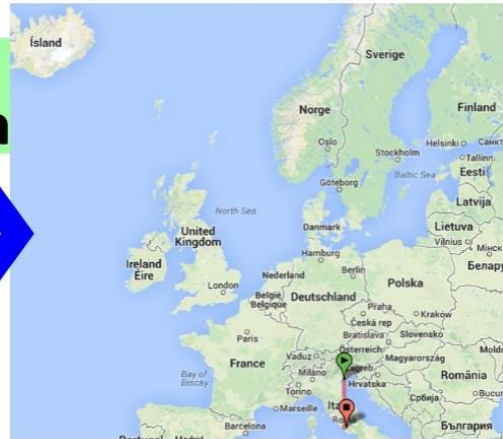 Ísland
Sverige
Norge
Finland
Oslo
Helsinki
Stockholm
Tallinn
Eesti
Göteborg
Baltic Sea
North Sea
Latvija
United
Kingdom
Danmark
Lietuva
Vilnius
Ireland
Éire
Hamburg
London
Nederland
Berlin
Polska
België
Belgique
Deutschland
Praha
Kraków
Česká rep
Paris
Bratislava
Slovensko
Vaduz
Österreich
France
Magyarország
Milano
Zagreb
România
Bay of
Biscay
Torino
Hrvatska
Србија
Marseille
Barcelona
България